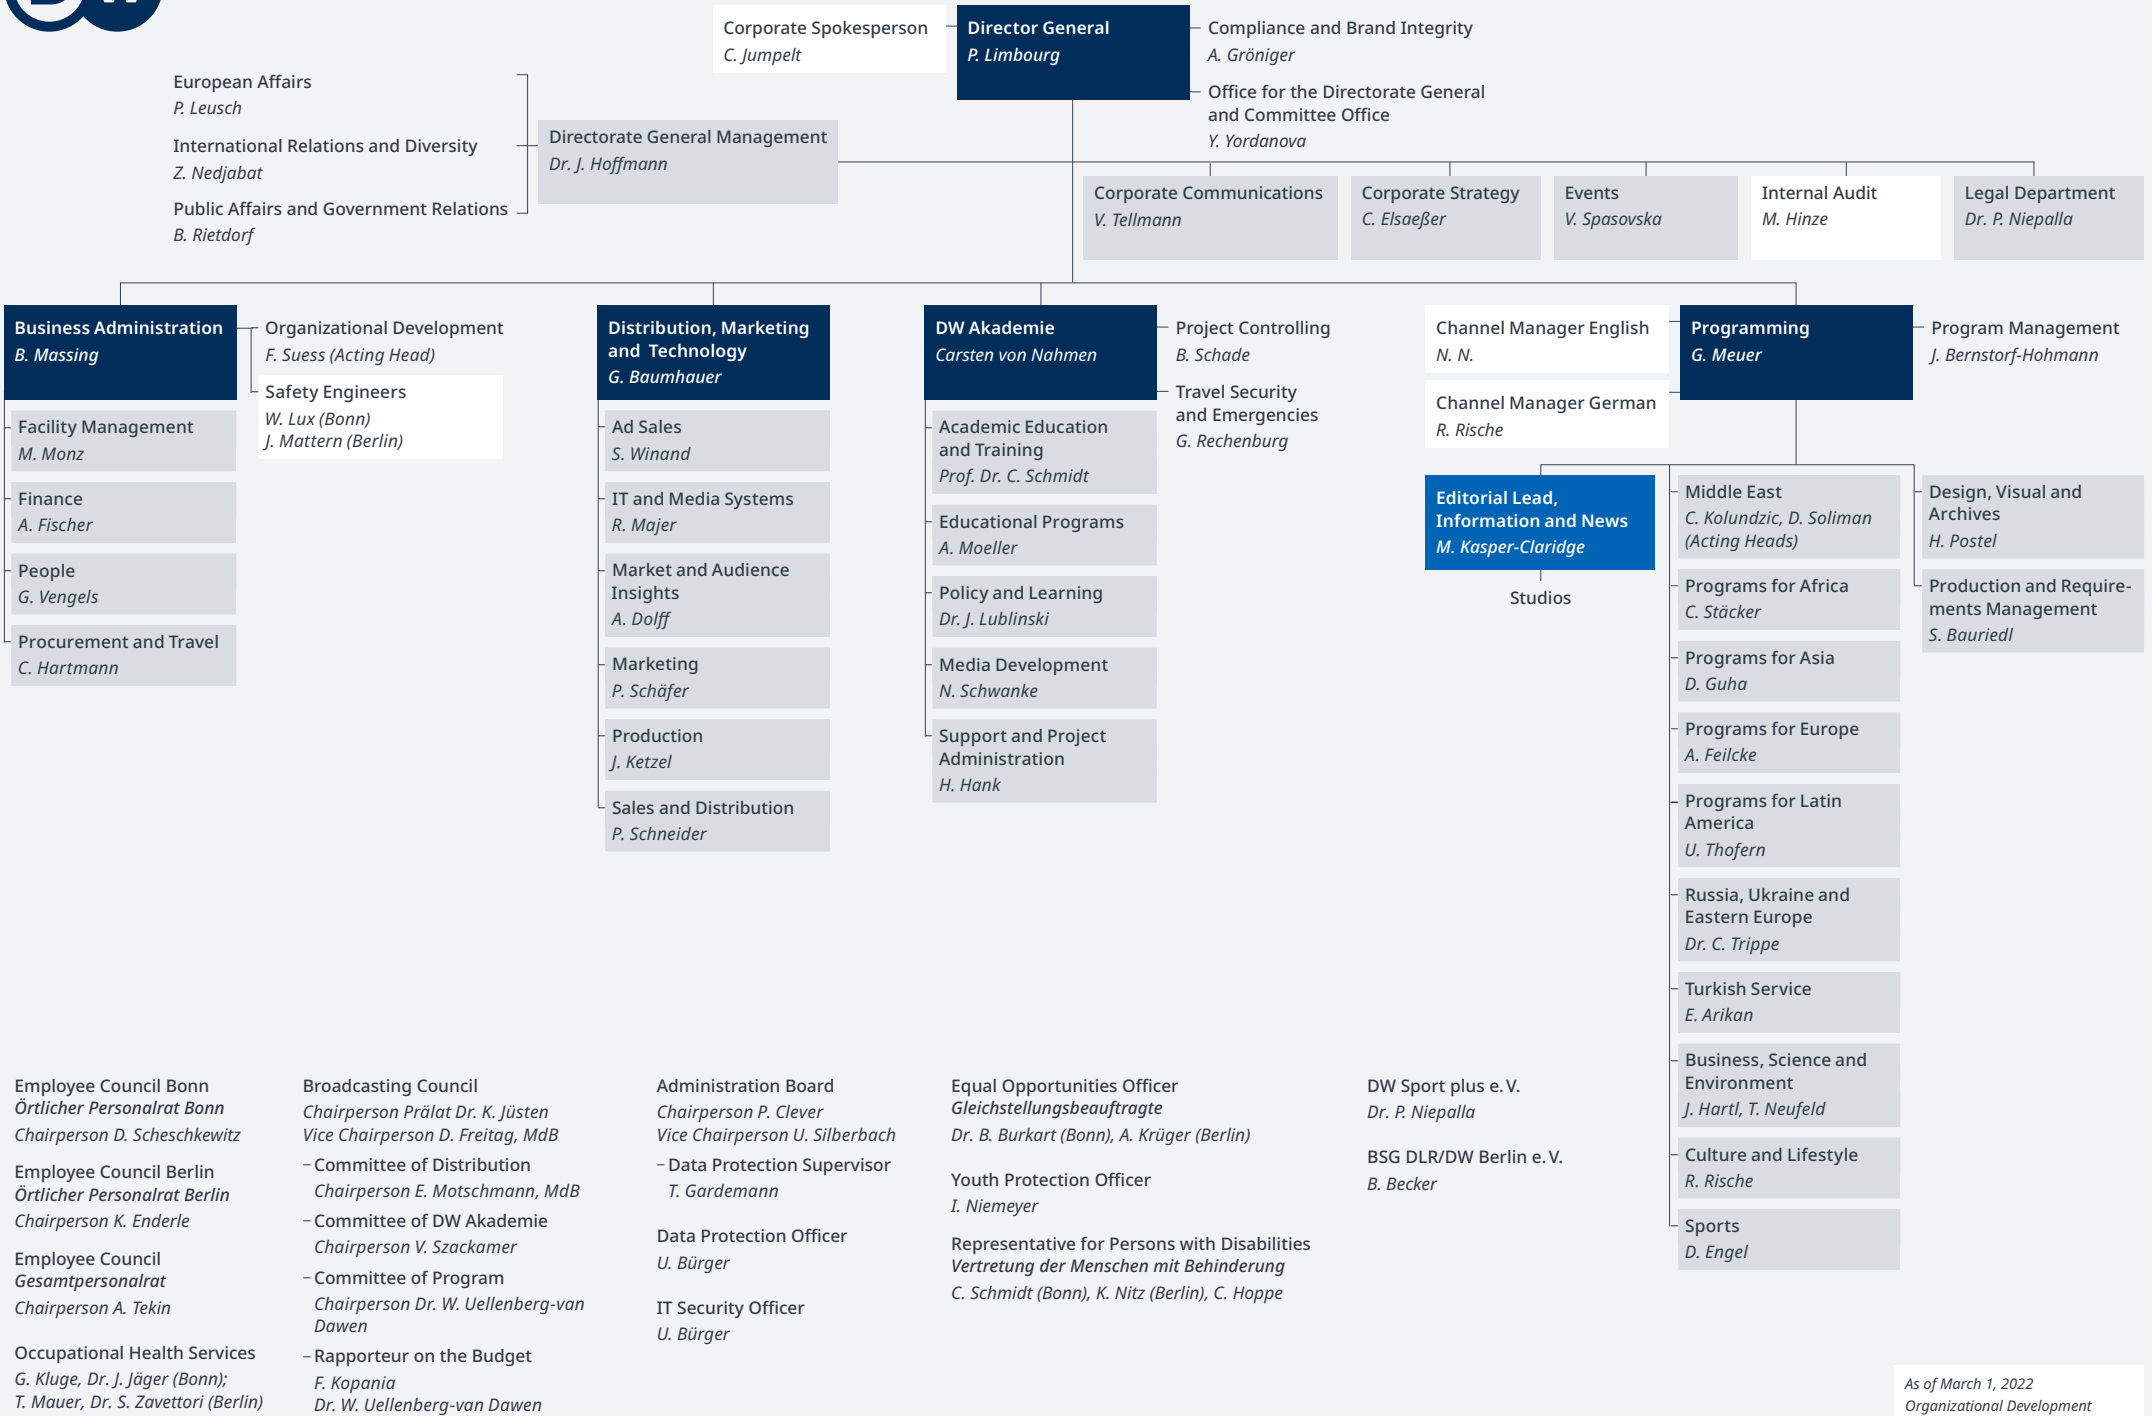 Corporate Spokesperson
C. Jumpelt
Director General
P. Limbourg
Compliance and Brand Integrity
A. Gröniger
Office for the Directorate General
and Committee Office
Y. Yordanova
European Affairs
P. Leusch
International Relations and Diversity
Z. Nedjabat
Public Affairs and Government Relations
B. Rietdorf
Directorate General Management
Dr. J. Hoffmann
Corporate Communications
V. Tellmann
Corporate Strategy
C. Elsaeßer
Events
V. Spasovska
Internal Audit
M. Hinze
Legal Department
Dr. P. Niepalla
Business Administration
B. Massing
Organizational Development
F. Suess (Acting Head)
Safety Engineers
W. Lux (Bonn)
J. Mattern (Berlin)
Facility Management
M. Monz
Finance
A. Fischer
People
G. Vengels
Procurement and Travel
C. Hartmann
Distribution, Marketing
and Technology
G. Baumhauer
Ad Sales
S. Winand
IT and Media Systems
R. Majer
Market and Audience
Insights
A. Dolff
Marketing
P. Schäfer
Production
J. Ketzel
Sales and Distribution
P. Schneider
DW Akademie
Carsten von Nahmen
Project Controlling
B. Schade
Travel Security
and Emergencies
G. Rechenburg
Academic Education
and Training
Prof. Dr. C. Schmidt
Educational Programs
A. Moeller
Policy and Learning
Dr. J. Lublinski
Media Development
N. Schwanke
Support and Project
Administration
H. Hank
Channel Manager English
N. N.
Channel Manager German
R. Rische
Programming
G. Meuer
Program Management
J. Bernstorf-Hohmann
Editorial Lead,
Information and News
M. Kasper-Claridge
Studios
Middle East
C. Kolundzic, D. Soliman
(Acting Heads)
Programs for Africa
C. Stäcker
Programs for Asia
D. Guha
Programs for Europe
A. Feilcke
Programs for Latin
America
U. Thofern
Russia, Ukraine and
Eastern Europe
Dr. C. Trippe
Turkish Service
E. Arikan
Business, Science and
Environment
J. Hartl, T. Neufeld
Culture and Lifestyle
R. Rische
Sports
D. Engel
Design, Visual and
Archives
H. Postel
Production and Require-
ments Management
S. Bauriedl
Employee Council Bonn
Örtlicher Personalrat Bonn
Chairperson D. Scheschkewitz
Employee Council Berlin
Örtlicher Personalrat Berlin
Chairperson K. Enderle
Employee Council
Gesamtpersonalrat
Chairperson A. Tekin
Occupational Health Services
G. Kluge, Dr. J. Jäger (Bonn);
T. Mauer, Dr. S. Zavettori (Berlin)
Broadcasting Council
Chairperson Prälat Dr. K. Jüsten
Vice Chairperson D. Freitag, MdB
– Committee of Distribution
Chairperson E. Motschmann, MdB
– Committee of DW Akademie
Chairperson V. Szackamer
– Committee of Program
Chairperson Dr. W. Uellenberg-van
Dawen
– Rapporteur on the Budget
F. Kopania
Dr. W. Uellenberg-van Dawen
Administration Board
Chairperson P. Clever
Vice Chairperson U. Silberbach
– Data Protection Supervisor
T. Gardemann
Data Protection Officer
U. Bürger
IT Security Officer
U. Bürger
Equal Opportunities Officer
Gleichstellungsbeauftragte
Dr. B. Burkart (Bonn), A. Krüger (Berlin)
Youth Protection Officer
I. Niemeyer
Representative for Persons with Disabilities
Vertretung der Menschen mit Behinderung
C. Schmidt (Bonn), K. Nitz (Berlin), C. Hoppe
DW Sport plus e. V.
Dr. P. Niepalla
BSG DLR/DW Berlin e. V.
B. Becker
As of March 1, 2022
Organizational Development